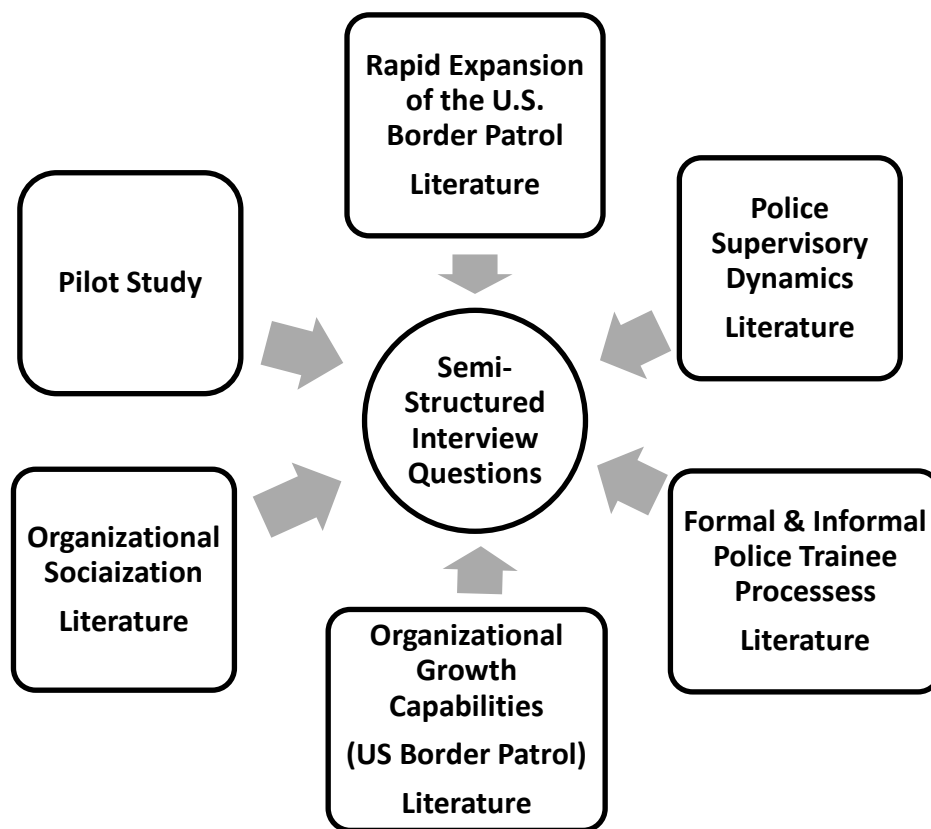 Rapid Expansion
of the U.S.
Border Patrol
Literature
Pilot Study
Police
Supervisory
Dynamics
Literature
Semi-
Structured
Interview
Questions
Organizational
Sociaization
Literature
Formal & Informal
Police Trainee
Processess
Literature
Organizational
Growth
Capabilities
(US Border Patrol)
Literature